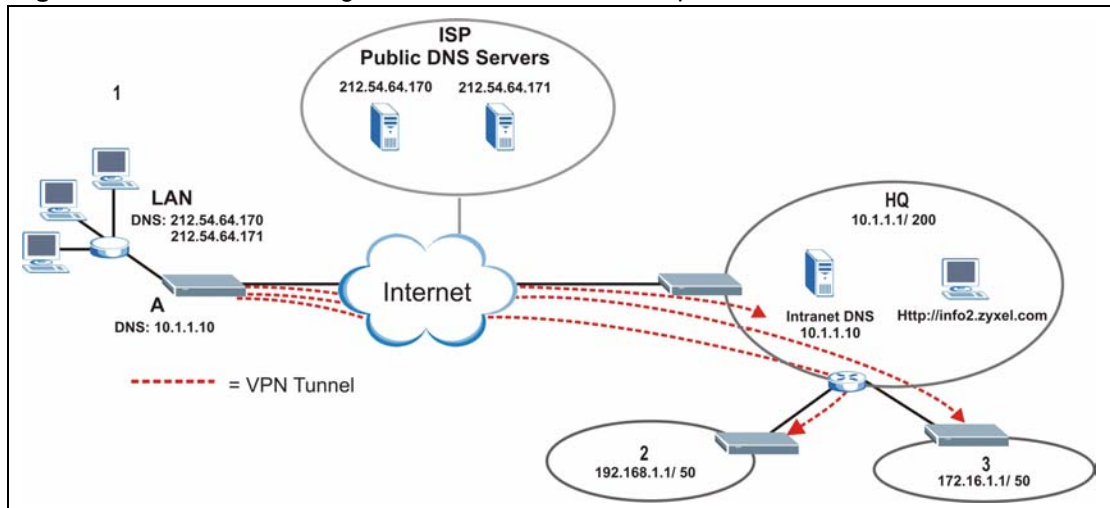 ISP
Public DNS Servers
212.54.64.170 212.54.64.171
1
LAN
DNS: 212.54.64.170
212.54.64.171
A
DNS: 10.1.1.10
Internet
HQ
10.1.1.1/ 200
Intranet DNS
10.1.1.10
Http://info2.zyxel.com
= VPN Tunnel
2
192.168.1.1/ 50
3
172.16.1.1/ 50